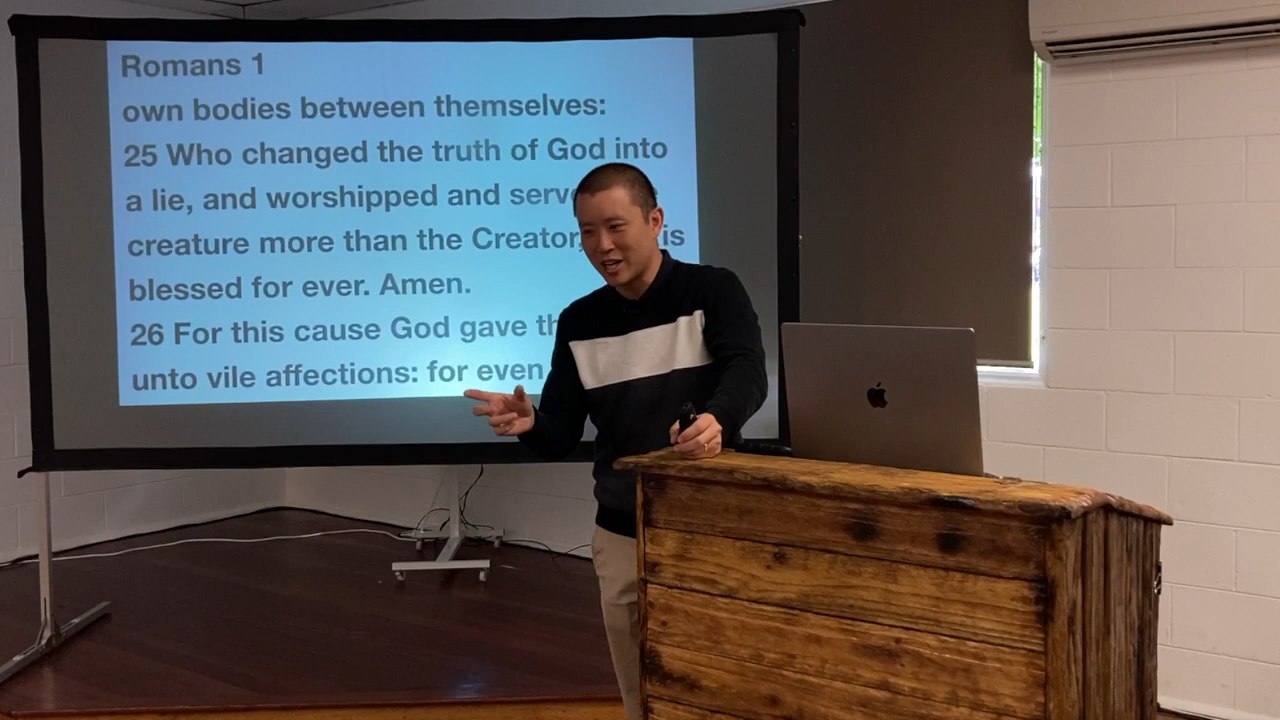 Romans 1
own bodies between themselves:
25 Who changed the truth of God into
a lie, and worshipped and
creature more than the Creator, is
blessed for ever. Amen.
26 For this cause God gave
unto vile affections: for even